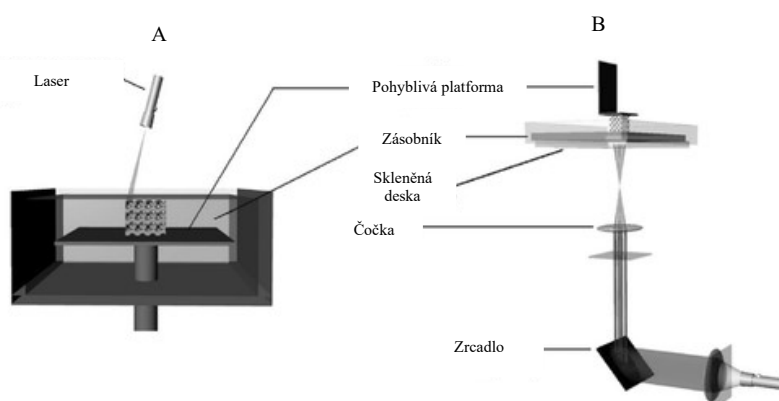 A
B
Laser
Pohyblivá platforma
Zásobník
Skleněná
deska
Čočka
Zrcadlo